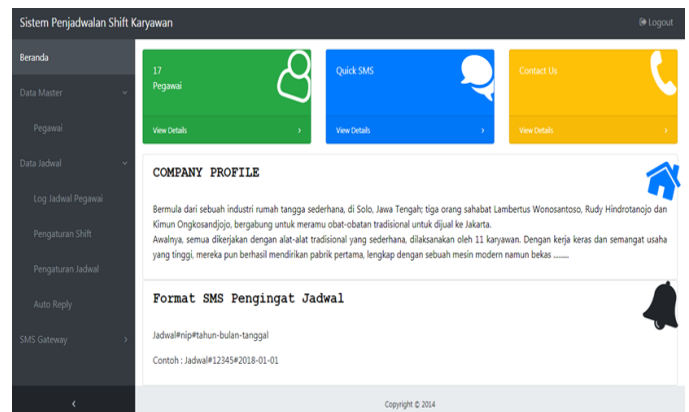 Sistem Penjadwalan Shift Karyawan
Logout
Beranda
Data Master
Pegawai
Data Jadwal
Log Jadwal Pegawai
Pengaturan Shift
Pengaturan Jadwal
Auto Reply
SMS Gateway
17
Pegawai
View Details
Quick SMS
View Details
Contact Us
View Details
COMPANY PROFILE
Bermula dari sebuah industri rumah tangga sederhana, di Solo, Jawa Tengah; tiga orang sahabat Lambertus Wonosantoso, Rudy Hindrotanojo dan
Kimun Ongkosandjojo, bergabung untuk meramu obat-obatan tradisional untuk dijual ke Jakarta.
Awalnya, semua dikerjakan dengan alat-alat tradisional yang sederhana, dilaksanakan oleh 11 karyawan. Dengan kerja keras dan semangat usaha
yang tinggi, mereka pun berhasil mendirikan pabrik pertama, lengkap dengan sebuah mesin modern namun bekas ........
Format SMS Pengingat Jadwal
Jadwal#nip#tahun-bulan-tanggal
Contoh : Jadwal#12345#2018-01-01
Copyright © 2014